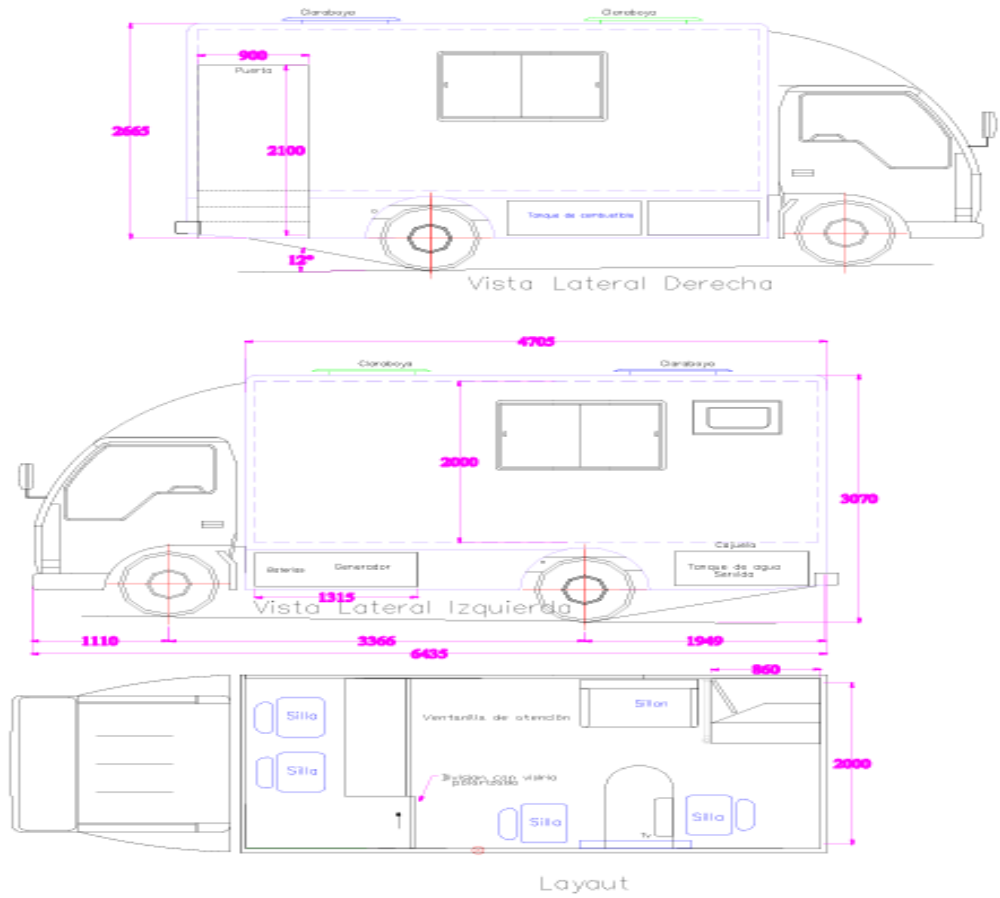 Claraboya
Claraboya
900
Puerta
2665
2100
Tanque de combustible
12°
Vista Lateral Derecha
4705
Claraboya
Claraboya
2000
3070
Cajuela
Baterias
Generador
Tanque de agua
Servida
1315
Vista Lateral Izquierda
1110
3366
1949
6435
860
Silla
Sillon
Ventanilla de atención
Silla
2000
Division con vidrio
polarizado
Silla
Silla
Tv
Layaut